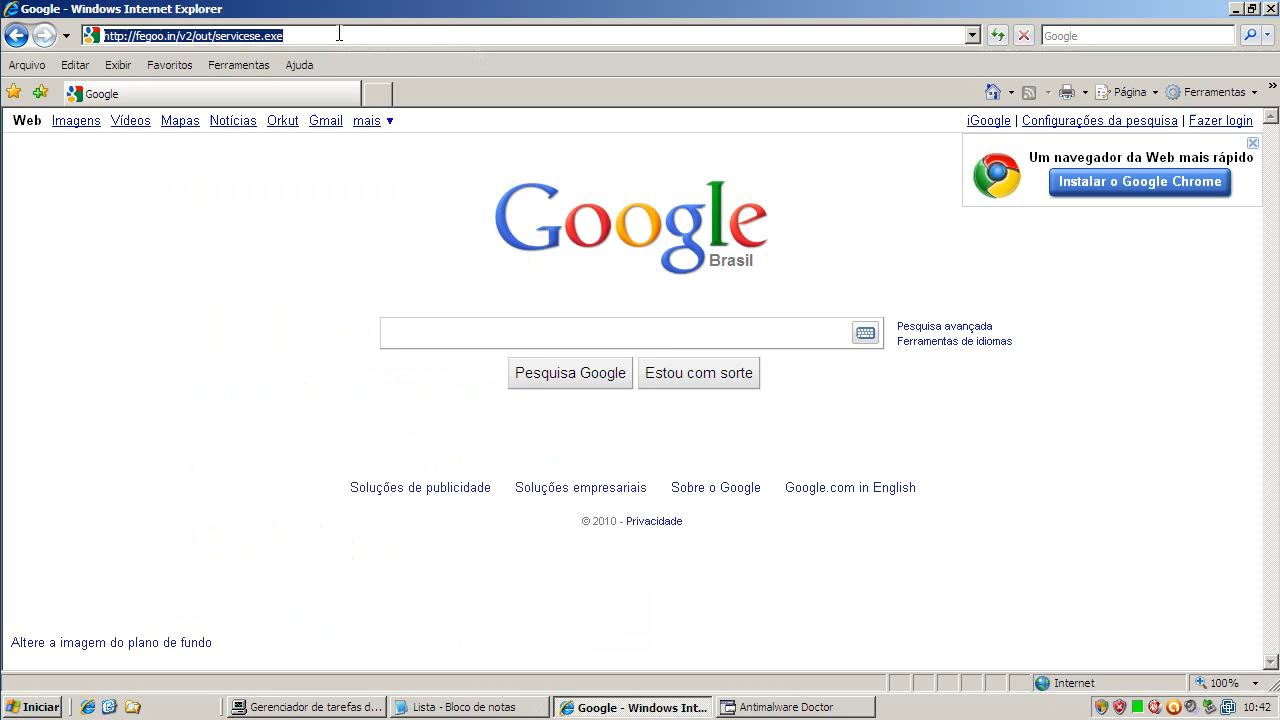 Google - Windows Internet Explorer
http://fegoo.in/v2/out/servicese.exe
Google
Arquivo Editar Exibir Favoritos Ferramentas Ajuda
Google
Página Ferramentas »
Web Imagens Vídeos Mapas Notícias Orkut Gmail mais ▼
iGoogle | Configurações da pesquisa | Fazer login
Um navegador da Web mais rápido
Instalar o Google Chrome
Google
Brasil
Pesquisa avançada
Ferramentas de idiomas
Pesquisa Google
Estou com sorte
Soluções de publicidade Soluções empresariais Sobre o Google Google.com in English
© 2010 - Privacidade
Altere a imagem do plano de fundo
Internet
100%
Iniciar
Gerenciador de tarefas d...
Lista - Bloco de notas
Google - Windows Int...
Antimalware Doctor
10:42